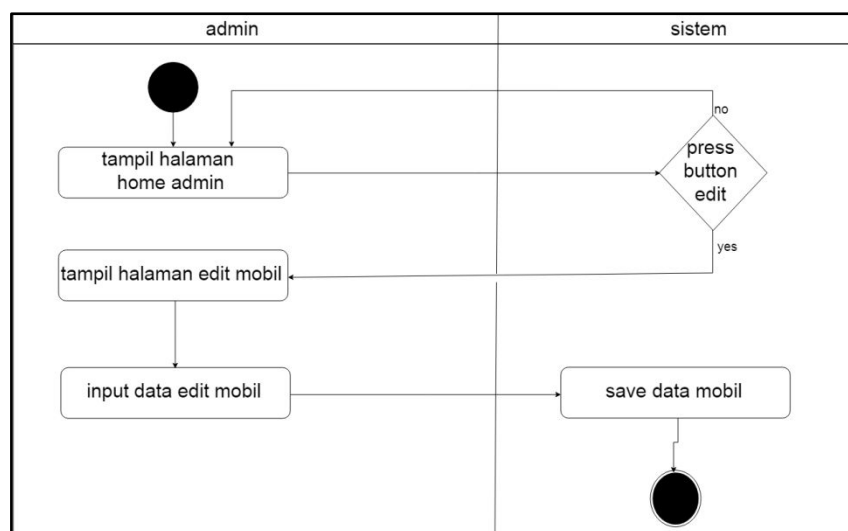 admin
sistem
no
tampil halaman
home admin
press
button
edit
yes
tampil halaman edit mobil
input data edit mobil
save data mobil